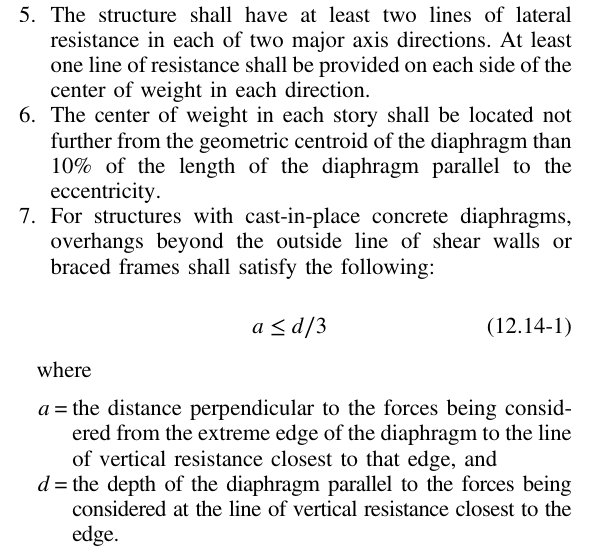 5. The structure shall have at least two lines of lateral
resistance in each of two major axis directions. At least
one line of resistance shall be provided on each side of the
center of weight in each direction.
6. The center of weight in each story shall be located not
further from the geometric centroid of the diaphragm than
10% of the length of the diaphragm parallel to the
eccentricity.
7. For structures with cast-in-place concrete diaphragms,
overhangs beyond the outside line of shear walls or
braced frames shall satisfy the following:
a ≤ d/3 (12.14-1)
where
a = the distance perpendicular to the forces being consid-
ered from the extreme edge of the diaphragm to the line
of vertical resistance closest to that edge, and
d = the depth of the diaphragm parallel to the forces being
considered at the line of vertical resistance closest to the
edge.